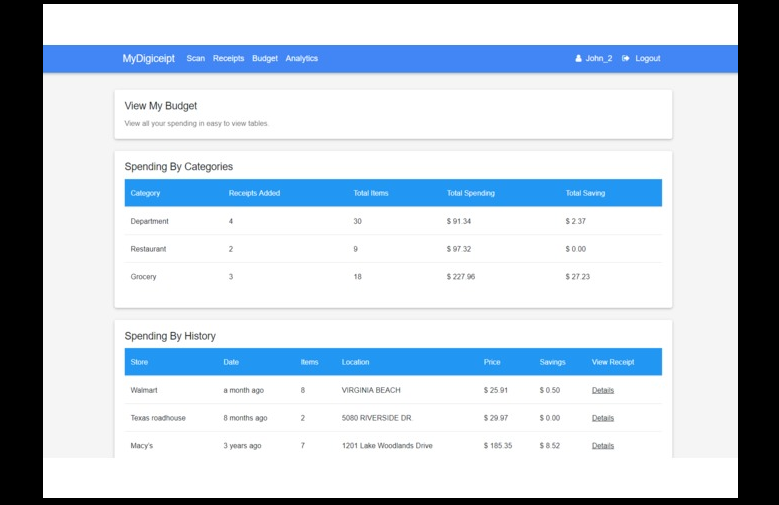 MyDigiceipt Scan Receipts Budget Analytics John_2 Logout
View My Budget
View all your spending in easy to view tables.
Spending By Categories
Category Receipts Added Total Items Total Spending Total Saving
Department 4 30 $ 91.34 $ 2.37
Restaurant 2 9 $ 97.32 $ 0.00
Grocery 3 18 $ 227.96 $ 27.23
Spending By History
Store Date Items Location Price Savings View Receipt
Walmart a month ago 8 VIRGINIA BEACH $ 25.91 $ 0.50 Details
Texas roadhouse 8 months ago 2 5080 RIVERSIDE DR $ 29.97 $ 0.00 Details
Macy's 3 years ago 7 1201 Lake Woodlands Drive $ 185.35 $ 8.52 Details